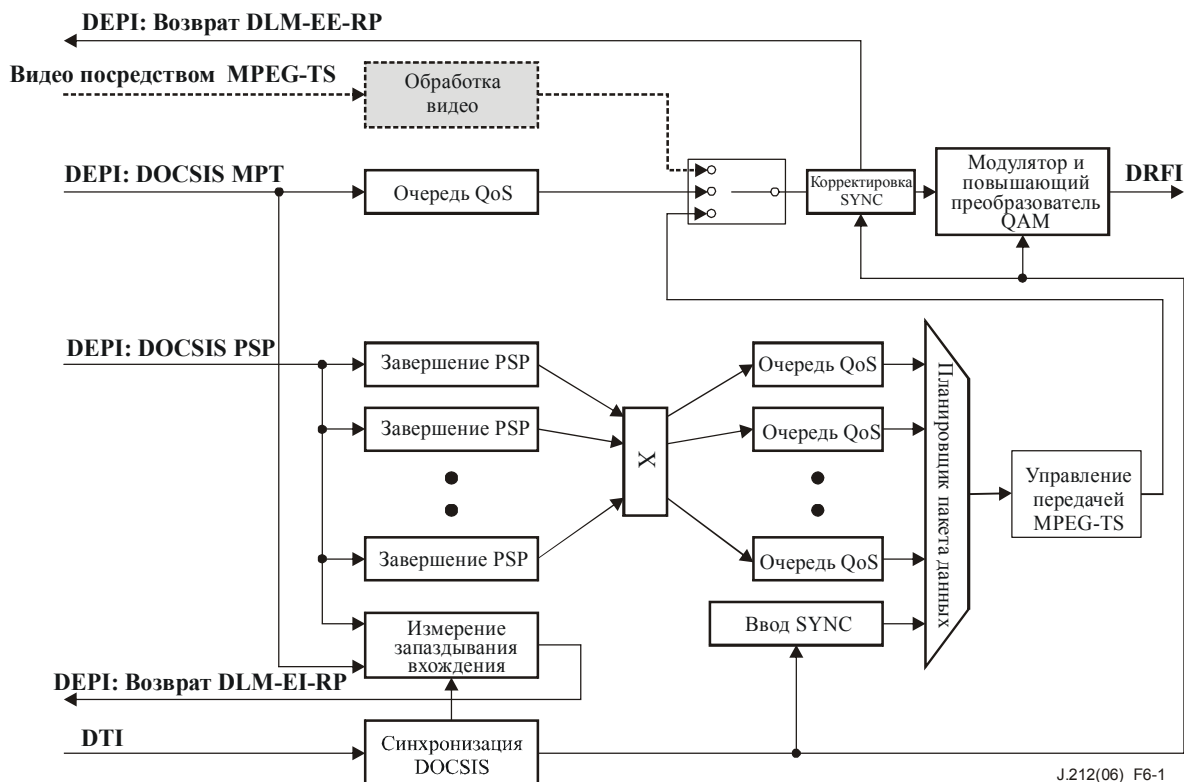 DEPI: Возврат DLM-EE-RP
Видео посредством MPEG-TS
Обработка
видео
DEPI: DOCSIS MPT
Очередь QoS
Корректировка
SYNC
Модулятор и
повышающий
преобразователь
QAM
DRFI
DEPI: DOCSIS PSP
Завершение PSP
Очередь QoS
Завершение PSP
Очередь QoS
X
Планировщик пакета данных
Управление
передачей
MPEG-TS
Завершение PSP
Очередь QoS
Измерение
запаздывания
вхождения
Ввод SYNC
DEPI: Возврат DLM-EI-RP
DTI
Синхронизация
DOCSIS
J.212(06)_F6-1